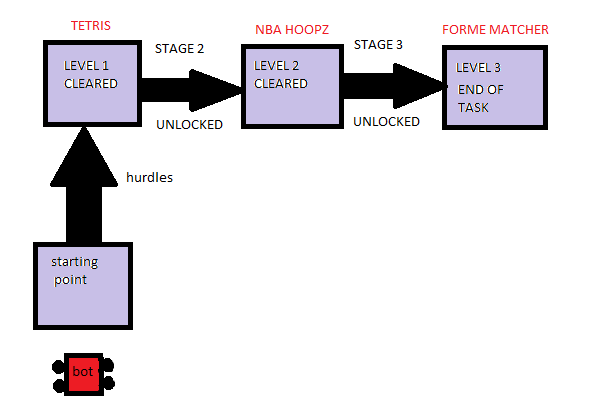 TETRIS
NBA HOOPZ
FORME MATCHER
STAGE 2
STAGE 3
LEVEL 1
CLEARED
LEVEL 2
CLEARED
LEVEL 3
END OF
TASK
UNLOCKED
UNLOCKED
hurdles
starting
point
bot